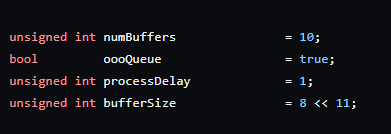 unsigned int numBuffers = 10;
bool oooQueue = true;
unsigned int processDelay = 1;
unsigned int bufferSize = 8 << 11;